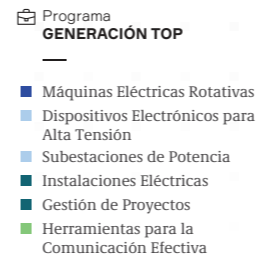 Programa
GENERACIÓN TOP
Máquinas Eléctricas Rotativas
Dispositivos Electrónicos para
Alta Tensión
Subestaciones de Potencia
Instalaciones Eléctricas
Gestión de Proyectos
Herramientas para la
Comunicación Efectiva